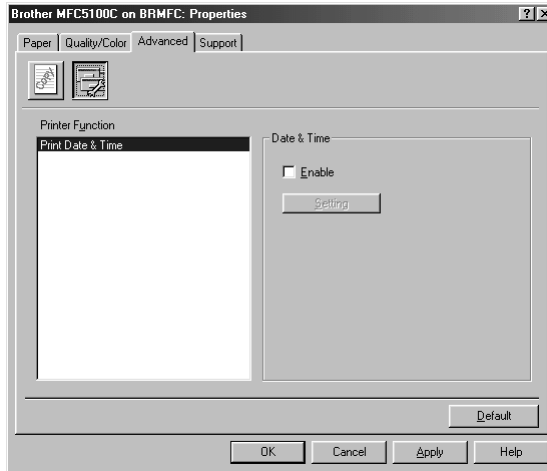 Brother MFC5100C on BRMFC: Properties
Paper Quality/Color Advanced Support
Copy
Printer Function
Print Date & Time
Date & Time
Enable
Setting
Default
OK Cancel Apply Help